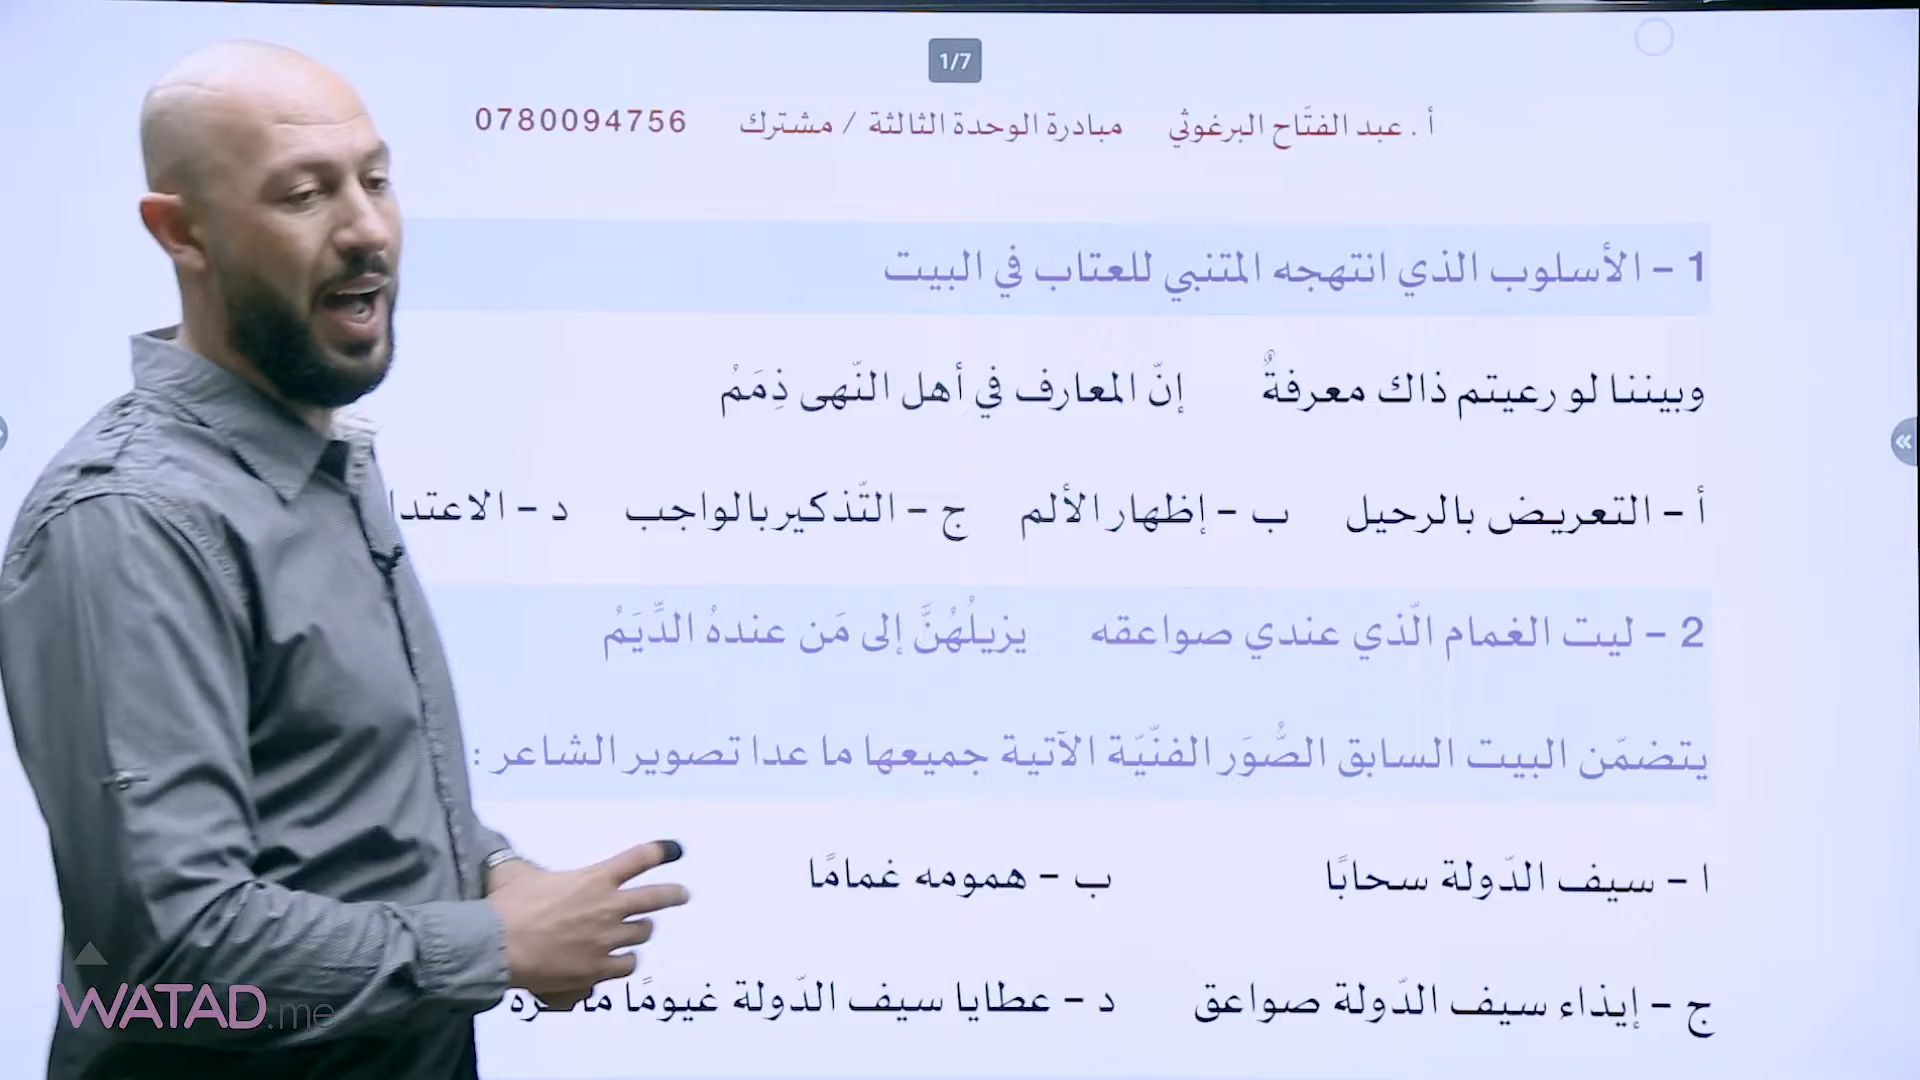 1/7
أ . عبد الفتّاح البرغوثي مبادرة الوحدة الثالثة / مشترك 0780094756
1 – الأسلوب الذي انتهجه المتنبي للعتاب في البيت
وبيننا لو رعيتم ذاك معرفةٌ إنّ المعارف في أهل النّهى ذِمَمُ
أ – التعريض بالرحيل ب – إظهار الألم ج – التّذكير بالواجب د –
2 – ليت الغمام الّذي عندي صواعقه يزيلُهُنَّ إلى مَن عندهُ الدِّيَمُ
يتضمّن البيت السابق الصُّوَر الفنّيّة الآتية جميعها ما عدا تصوير الشاعر :
ا – سيف الدّولة سحابًا ب – همومه غمامًا
ج – إيذاء سيف الدّولة صواعق د – عطايا سيف الدّولة غيومًا
WATAD.me